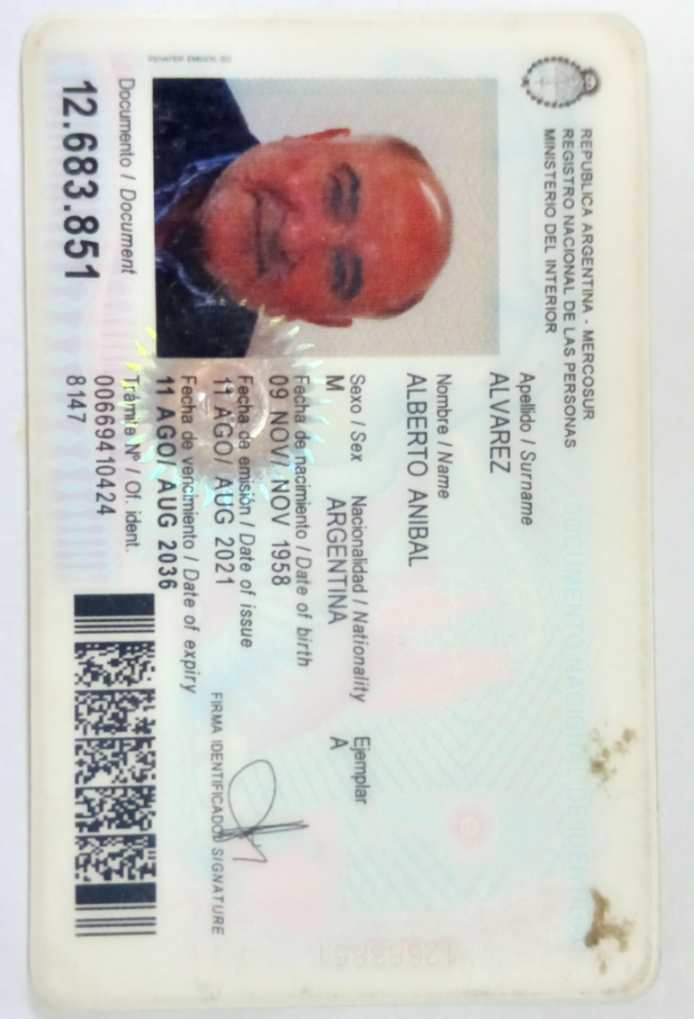 REPUBLICA ARGENTINA - MERCOSUR
REGISTRO NACIONAL DE LAS PERSONAS
MINISTERIO DEL INTERIOR
Apellido / Surname
ALVAREZ
Nombre / Name
ALBERTO ANIBAL
Sexo / Sex Nacionalidad / Nationality Ejemplar
M ARGENTINA A
Fecha de nacimiento / Date of birth
09 NOV/ NOV 1958
Fecha de emisión / Date of issue
11 AGO/ AUG 2021
Fecha de vencimiento / Date of expiry
11 AGO/ AUG 2036
FIRMA IDENTIFICADO/ SIGNATURE
Documento / Document
12.683.851
Trámite Nº / Of. ident.
00669410424
8147